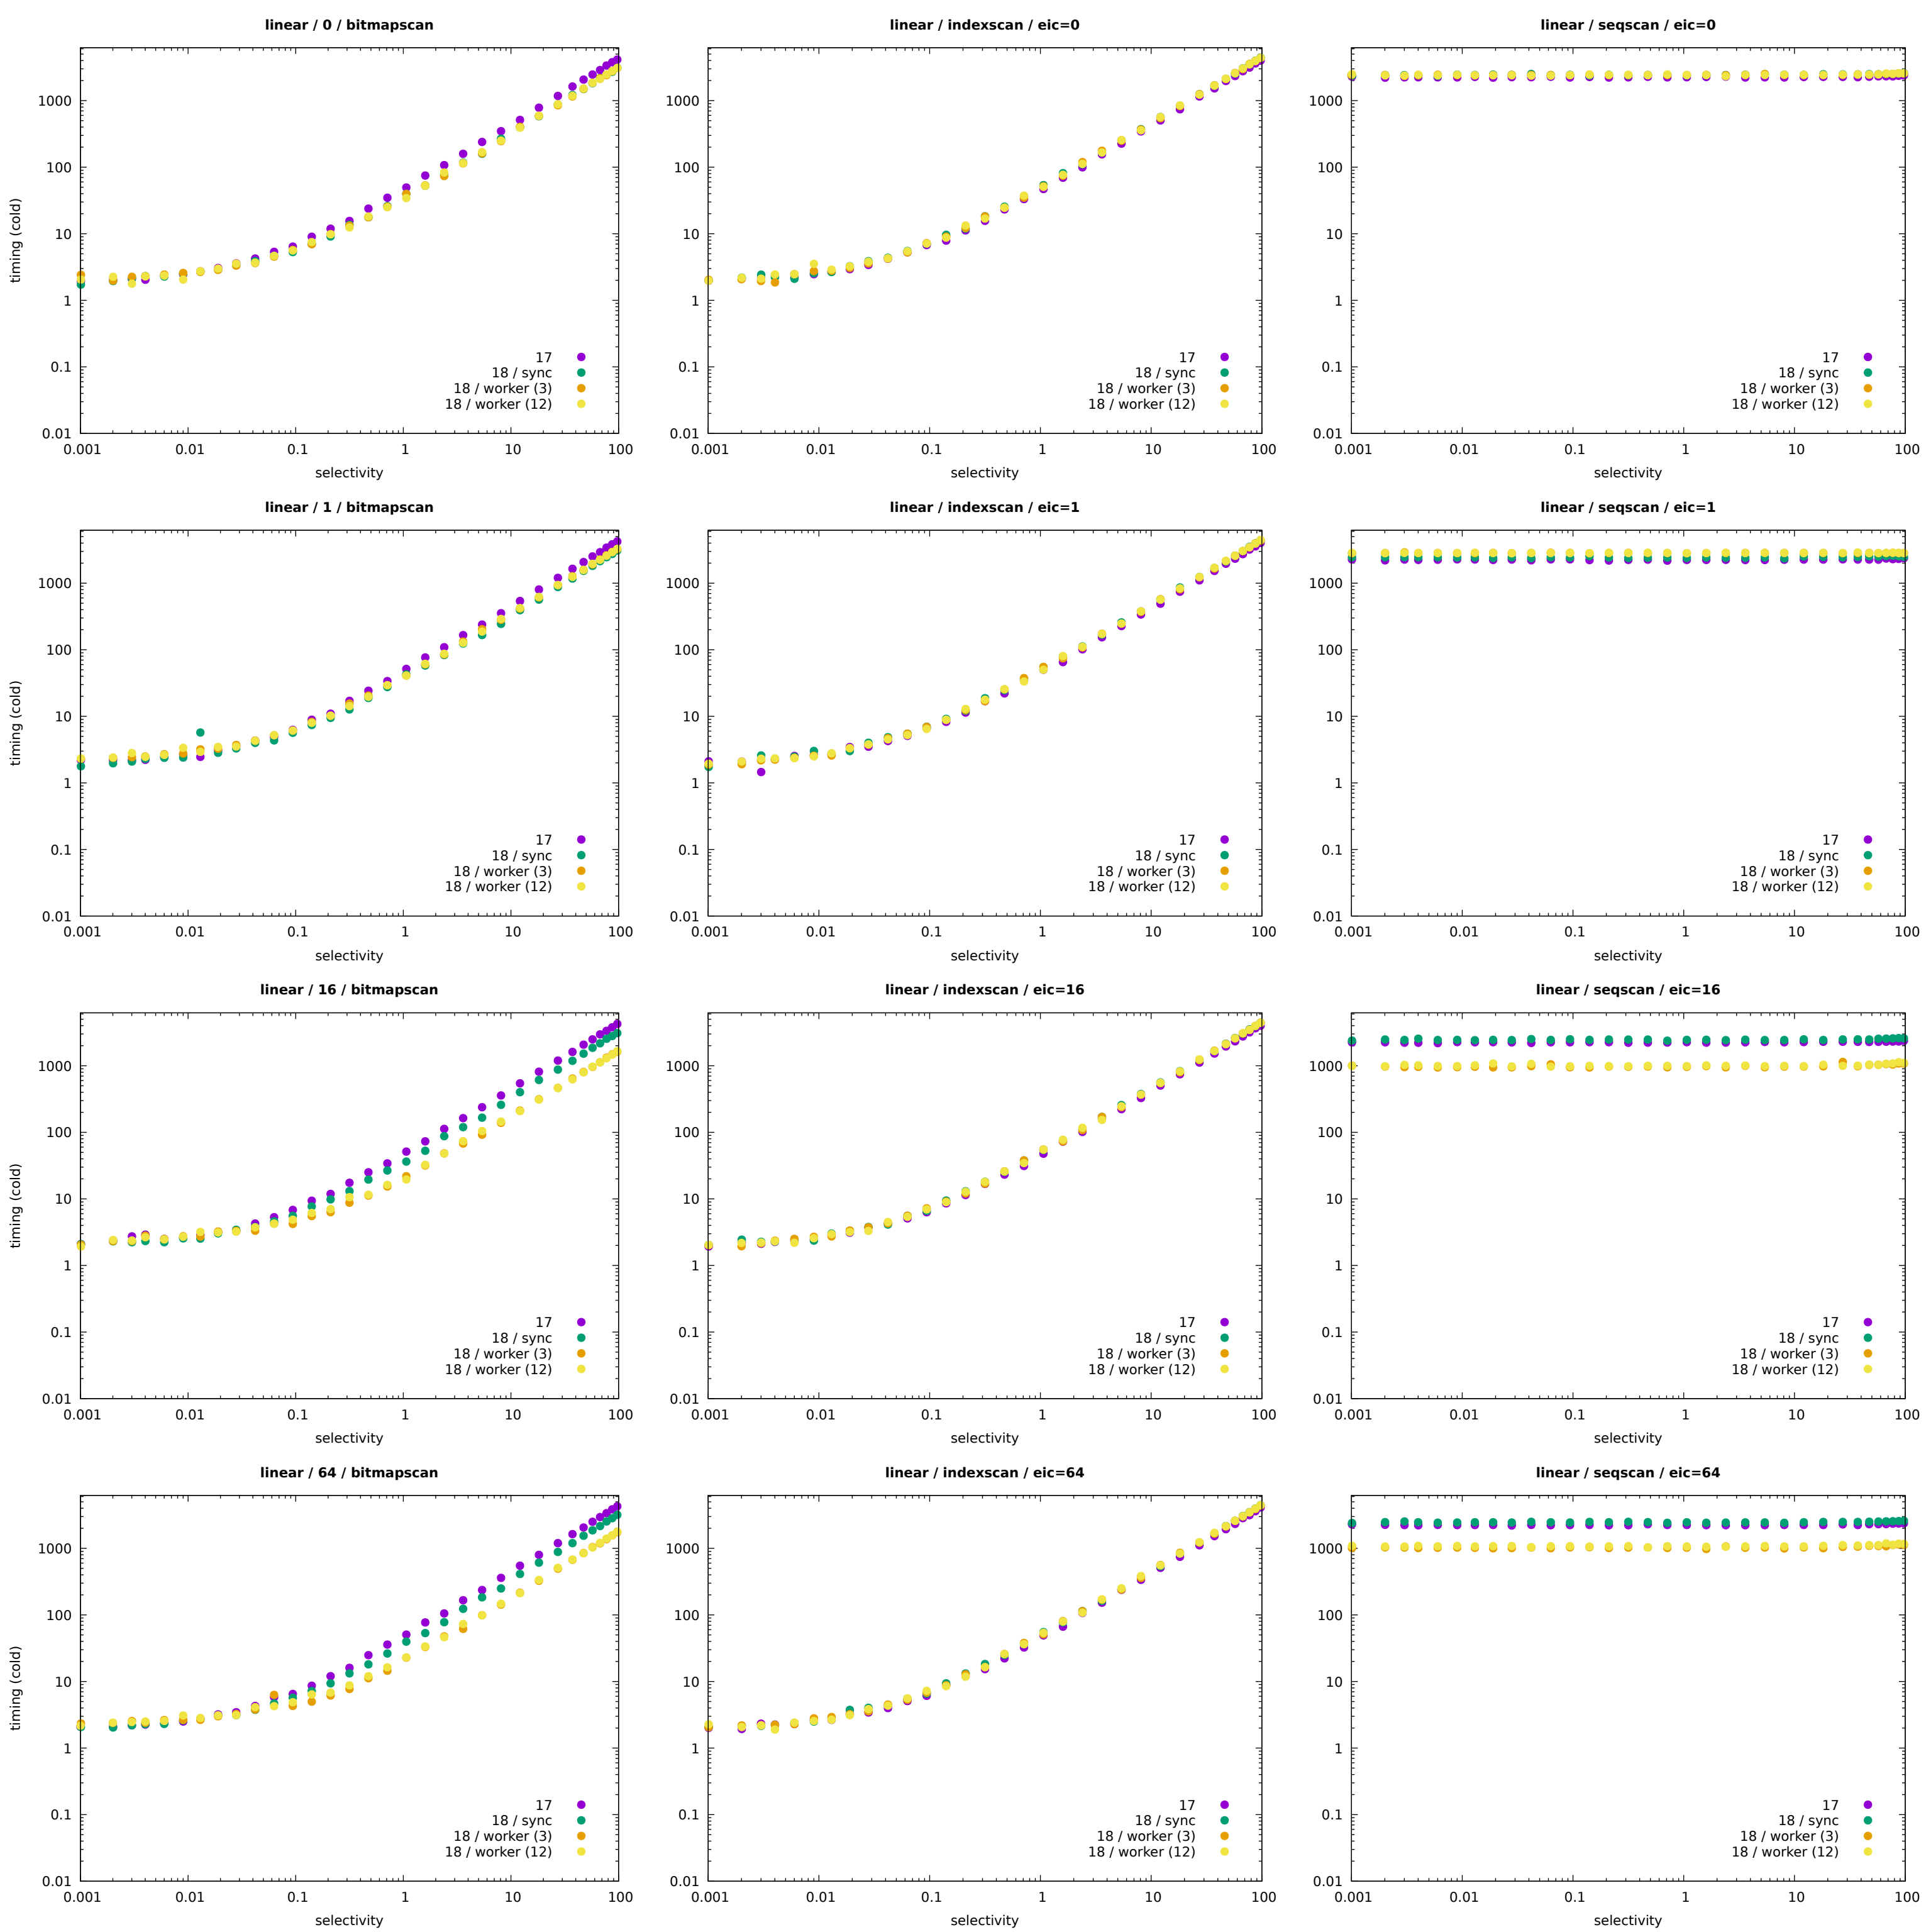 linear / 0 / bitmapscan
timing (cold)
1000
100
10
1
0.1
0.01
17
18 / sync
18 / worker (3)
18 / worker (12)
0.001 0.01 0.1 1 10 100
selectivity
linear / indexscan / eic=0
1000
100
10
1
0.1
0.01
17
18 / sync
18 / worker (3)
18 / worker (12)
0.001 0.01 0.1 1 10 100
selectivity
linear / seqscan / eic=0
1000
100
10
1
0.1
0.01
17
18 / sync
18 / worker (3)
18 / worker (12)
0.001 0.01 0.1 1 10 100
selectivity
linear / 1 / bitmapscan
timing (cold)
1000
100
10
1
0.1
0.01
17
18 / sync
18 / worker (3)
18 / worker (12)
0.001 0.01 0.1 1 10 100
selectivity
linear / indexscan / eic=1
1000
100
10
1
0.1
0.01
17
18 / sync
18 / worker (3)
18 / worker (12)
0.001 0.01 0.1 1 10 100
selectivity
linear / seqscan / eic=1
1000
100
10
1
0.1
0.01
17
18 / sync
18 / worker (3)
18 / worker (12)
0.001 0.01 0.1 1 10 100
selectivity
linear / 16 / bitmapscan
timing (cold)
1000
100
10
1
0.1
0.01
17
18 / sync
18 / worker (3)
18 / worker (12)
0.001 0.01 0.1 1 10 100
selectivity
linear / indexscan / eic=16
1000
100
10
1
0.1
0.01
17
18 / sync
18 / worker (3)
18 / worker (12)
0.001 0.01 0.1 1 10 100
selectivity
linear / seqscan / eic=16
1000
100
10
1
0.1
0.01
17
18 / sync
18 / worker (3)
18 / worker (12)
0.001 0.01 0.1 1 10 100
selectivity
linear / 64 / bitmapscan
timing (cold)
1000
100
10
1
0.1
0.01
17
18 / sync
18 / worker (3)
18 / worker (12)
0.001 0.01 0.1 1 10 100
selectivity
linear / indexscan / eic=64
1000
100
10
1
0.1
0.01
17
18 / sync
18 / worker (3)
18 / worker (12)
0.001 0.01 0.1 1 10 100
selectivity
linear / seqscan / eic=64
1000
100
10
1
0.1
0.01
17
18 / sync
18 / worker (3)
18 / worker (12)
0.001 0.01 0.1 1 10 100
selectivity